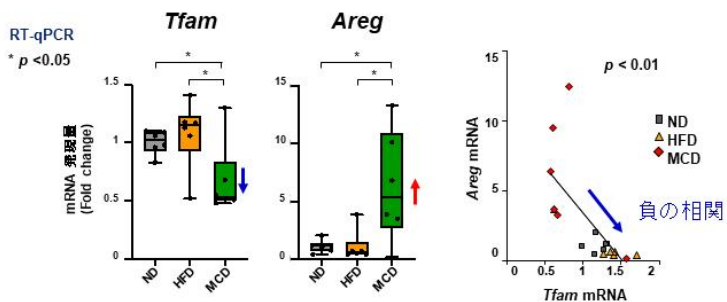 Tfam
Areg
RT-qPCR
* p <0.05
*
*
*
*
mRNA 発現量
(Fold change)
1.5
1
0.5
0
ND
HFD
MCD
15
10
5
0
ND
HFD
MCD
p < 0.01
ND
HFD
MCD
負の相関
Areg mRNA
15
10
5
0
0
0.5
1
1.5
2
Tfam mRNA